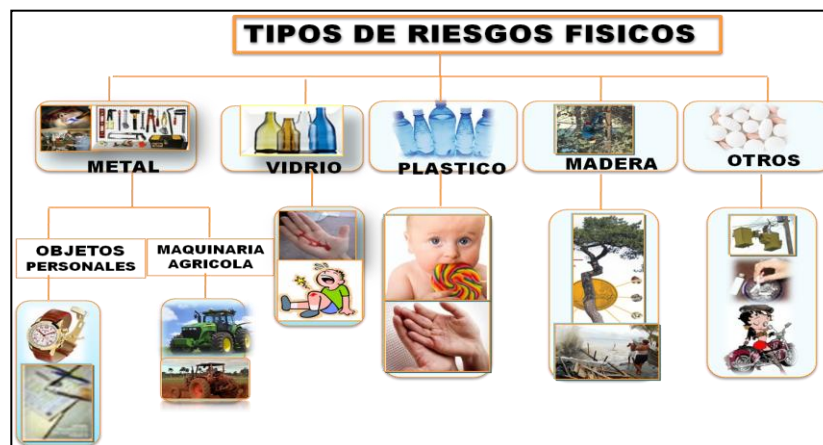 TIPOS DE RIESGOS FISICOS
METAL
VIDRIO
PLASTICO
MADERA
OTROS
OBJETOS
PERSONALES
MAQUINARIA
AGRICOLA